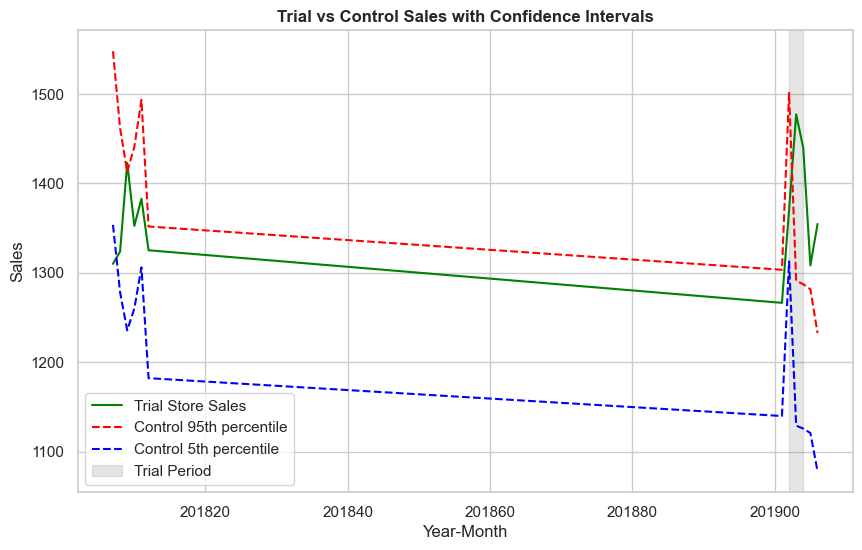 Trial vs Control Sales with Confidence Intervals
Sales
1500
1400
1300
1200
1100
Trial Store Sales
Control 95th percentile
Control 5th percentile
Trial Period
201820
201840
201860
201880
201900
Year-Month